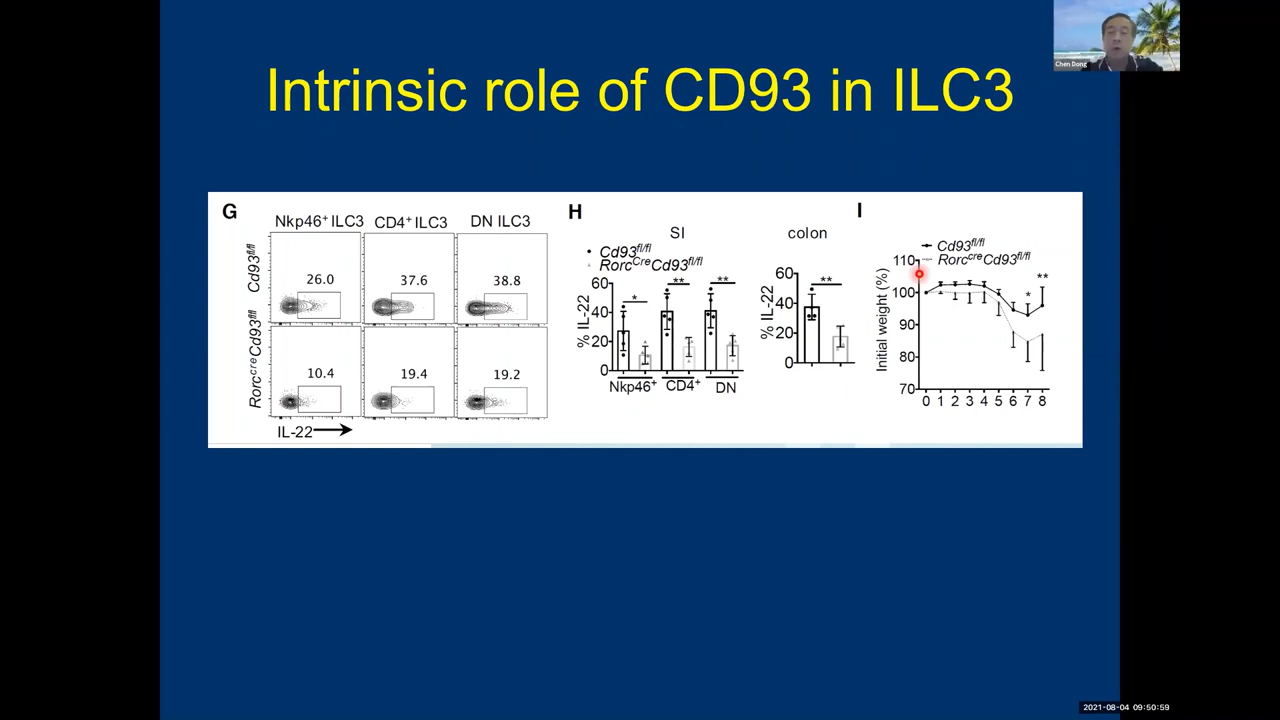 Chen Dong
Intrinsic role of CD93 in ILC3
G
Nkp46+ ILC3 CD4+ ILC3 DN ILC3
Cd93fl/fl
26.0 37.6 38.8
RorccreCd93fl/fl
10.4 19.4 19.2
IL-22
H
SI
Cd93fl/fl
RorcCreCd93fl/fl
% IL-22
60
40
20
0
* ** **
Nkp46+ CD4+ DN
colon
% IL-22
60
40
20
0
**
I
Cd93fl/fl
RorccreCd93fl/fl
Initial weight (%)
110
100
90
80
70
* **
0 1 2 3 4 5 6 7 8
2021-08-04 09:50:59